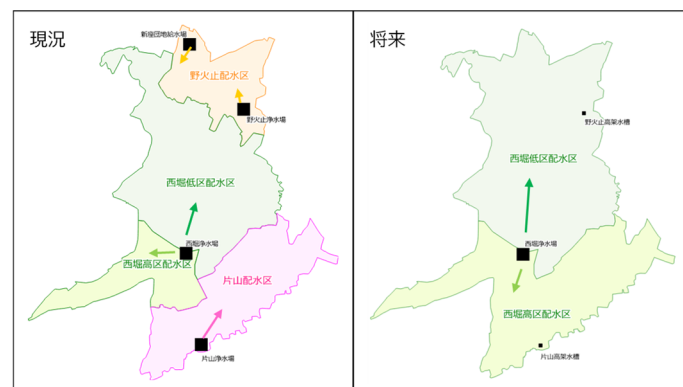 現況
新座団地給水場
野火止配水区
野火止浄水場
西堀低区配水区
西堀浄水場
西堀高区配水区
片山配水区
片山浄水場
将来
野火止高架水槽
西堀低区配水区
西堀浄水場
西堀高区配水区
片山高架水槽